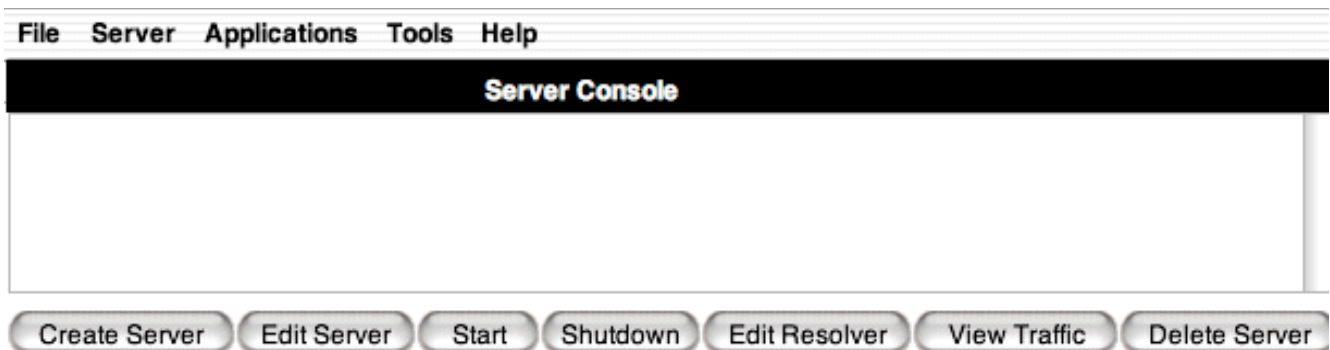 File Server Applications Tools Help
Server Console
Create Server Edit Server Start Shutdown Edit Resolver View Traffic Delete Server